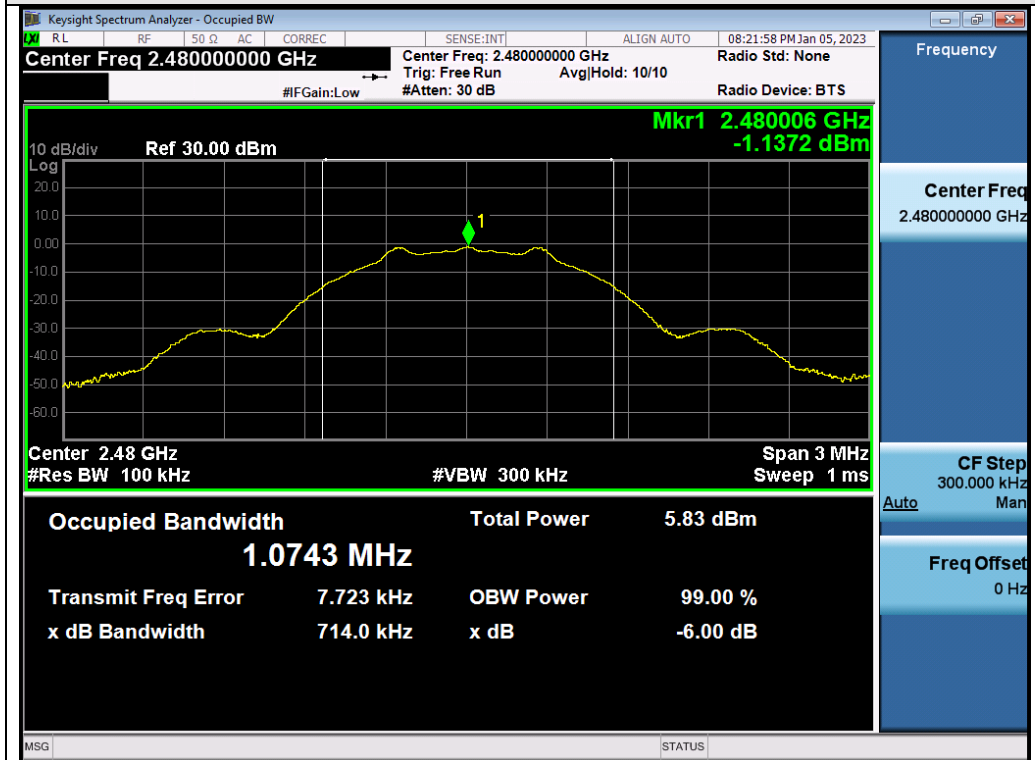 Keysight Spectrum Analyzer - Occupied BW
LXI RL RF 50 Ω AC CORREC SENSE:INT ALIGN AUTO 08:21:58 PM Jan 05, 2023
Center Freq 2.480000000 GHz
Center Freq: 2.480000000 GHz
Radio Std: None
Trig: Free Run Avg|Hold: 10/10
#IFGain:Low
#Atten: 30 dB
Radio Device: BTS
Mkr1 2.480006 GHz
-1.1372 dBm
10 dB/div Ref 30.00 dBm
Log
20.0
10.0
0.00
-10.0
-20.0
-30.0
-40.0
-50.0
-60.0
1
Center 2.48 GHz Span 3 MHz
#Res BW 100 kHz #VBW 300 kHz Sweep 1 ms
Occupied Bandwidth Total Power 5.83 dBm
1.0743 MHz
Transmit Freq Error 7.723 kHz OBW Power 99.00 %
x dB Bandwidth 714.0 kHz x dB -6.00 dB
MSG STATUS
Frequency
Center Freq
2.480000000 GHz
CF Step
300.000 kHz
Auto Man
Freq Offset
0 Hz